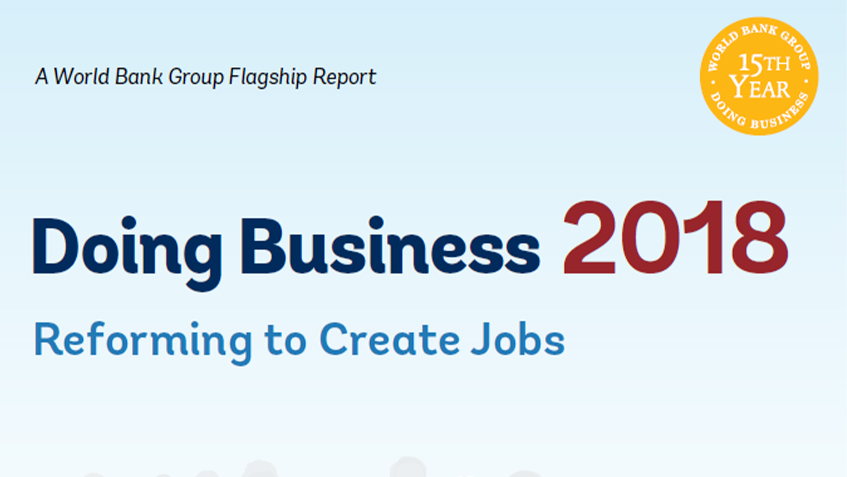 A World Bank Group Flagship Report
WORLD BANK GROUP
15TH
YEAR
DOING BUSINESS
Doing Business 2018
Reforming to Create Jobs